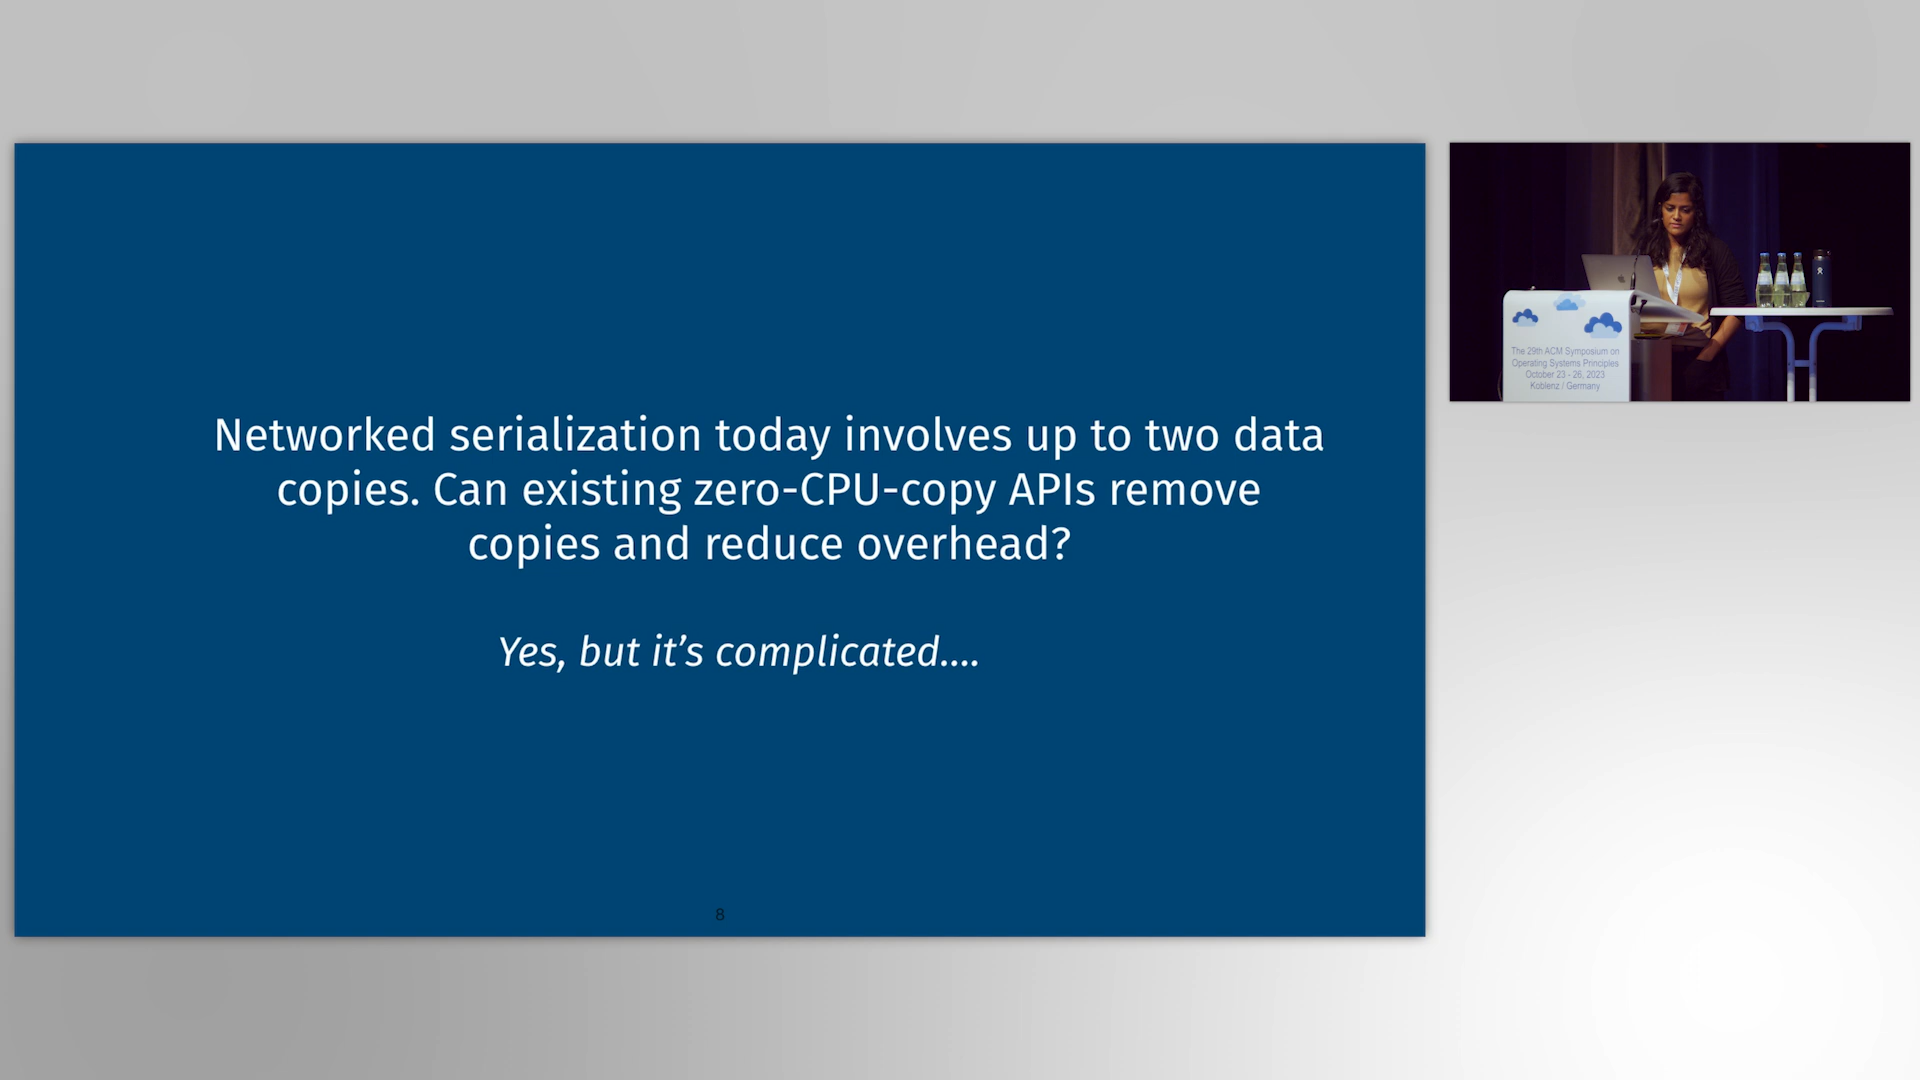 Networked serialization today involves up to two data
copies. Can existing zero-CPU-copy APIs remove
copies and reduce overhead?
Yes, but it’s complicated....
8
The 29th ACM Symposium on
Operating Systems Principles
October 23 - 26, 2023
Koblenz / Germany